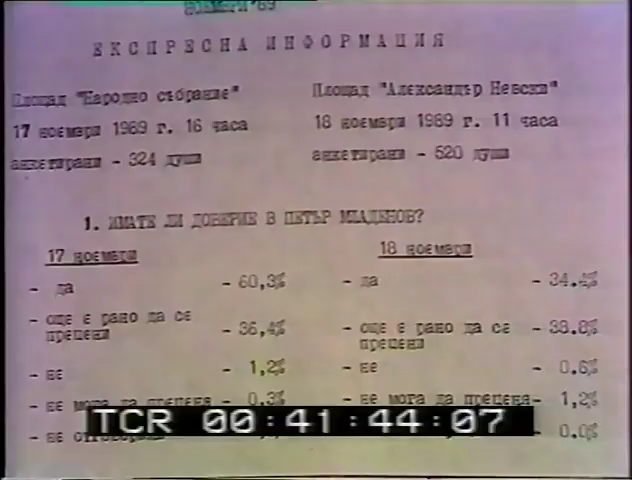 ноември '89
ЕКСПРЕСНА ИНФОРМАЦИЯ
Площад "Народно събрание" Площад "Александър Невски"
17 ноември 1989 г. 16 часа 18 ноември 1989 г. 11 часа
анкетирани - 324 души анкетирани - 520 души
1. ИМАТЕ ЛИ ДОВЕРИЕ В ПЕТЪР МЛАДЕНОВ?
17 ноември 18 ноември
- да - 60,3% - да - 34.4%
- още е рано да се преценя - 36,4% - още е рано да се преценя - 38.8%
- не - 1,2% - не - 0,6%
- не мога да преценя - 0,3% - не мога да преценя - 1,2%
TCR 00:41:44:07
- не - 0.0%